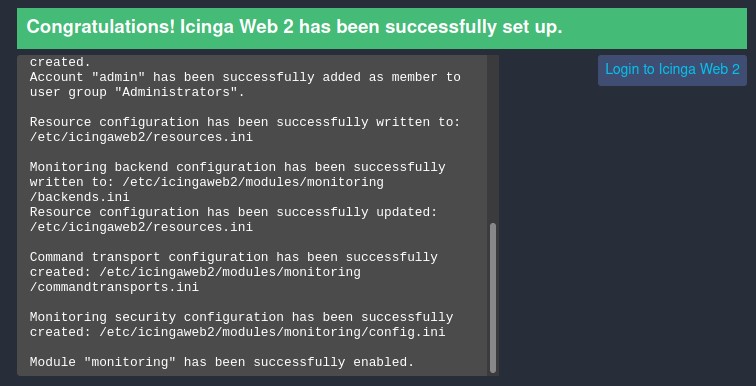 Congratulations! Icinga Web 2 has been successfully set up.
created.
Account "admin" has been successfully added as member to
user group "Administrators".
Resource configuration has been successfully written to:
/etc/icingaweb2/resources.ini
Monitoring backend configuration has been successfully
written to: /etc/icingaweb2/modules/monitoring
/backends.ini
Resource configuration has been successfully updated:
/etc/icingaweb2/resources.ini
Command transport configuration has been successfully
created: /etc/icingaweb2/modules/monitoring
/commandtransports.ini
Monitoring security configuration has been successfully
created: /etc/icingaweb2/modules/monitoring/config.ini
Module "monitoring" has been successfully enabled.
Login to Icinga Web 2